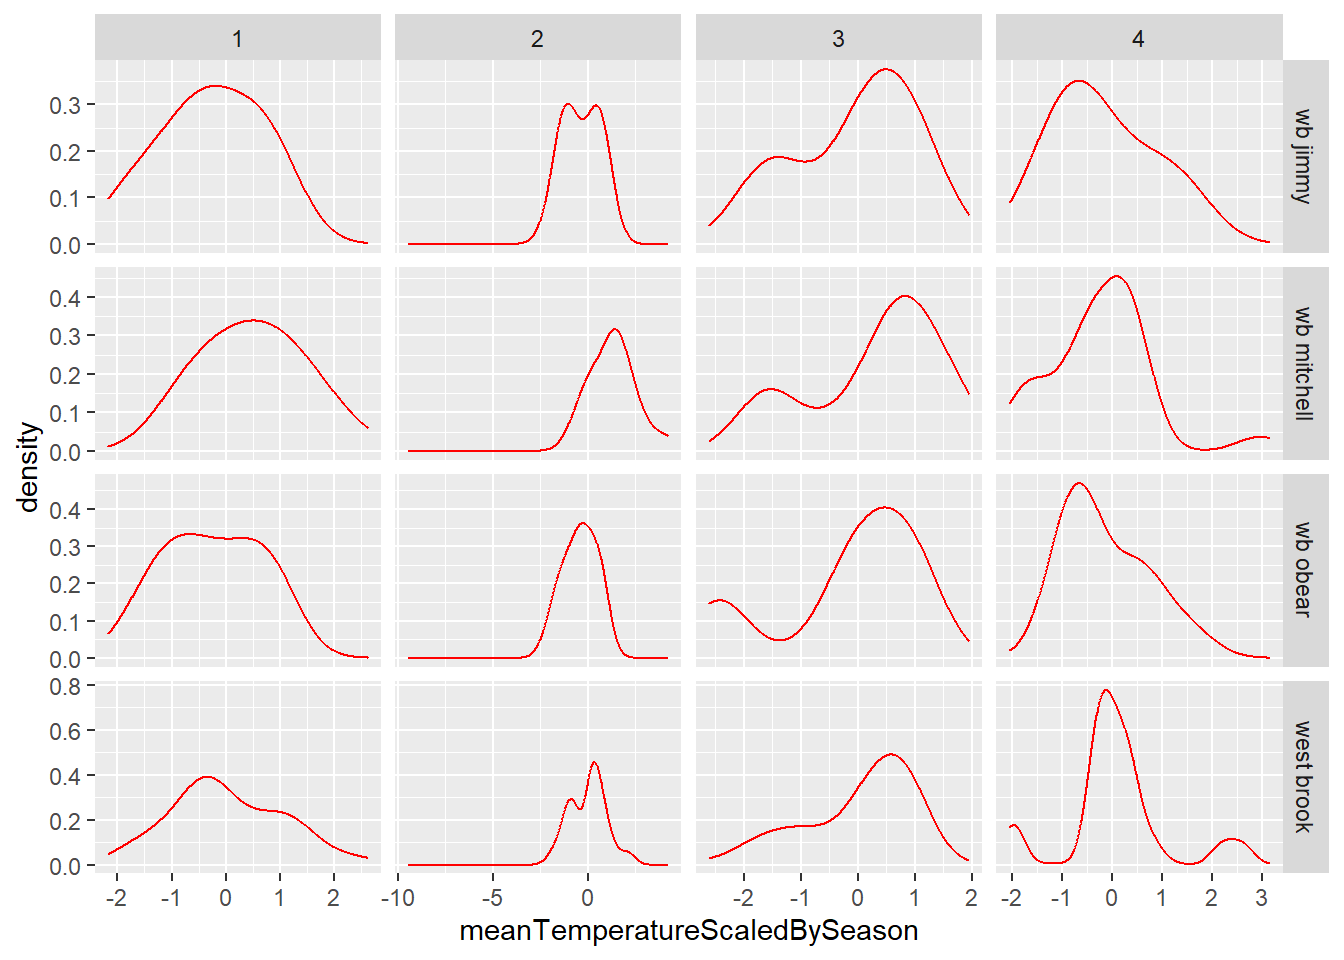 1 2 3 4
0.3
0.2
0.1
0.0
wb jimmy
0.4
0.3
0.2
0.1
0.0
wb mitchell
0.4
0.3
0.2
0.1
0.0
wb obear
0.8
0.6
0.4
0.2
0.0
west brook
density
-2 -1 0 1 2 -10 -5 0 -2 -1 0 1 2 -2 -1 0 1 2 3
meanTemperatureScaledBySeason